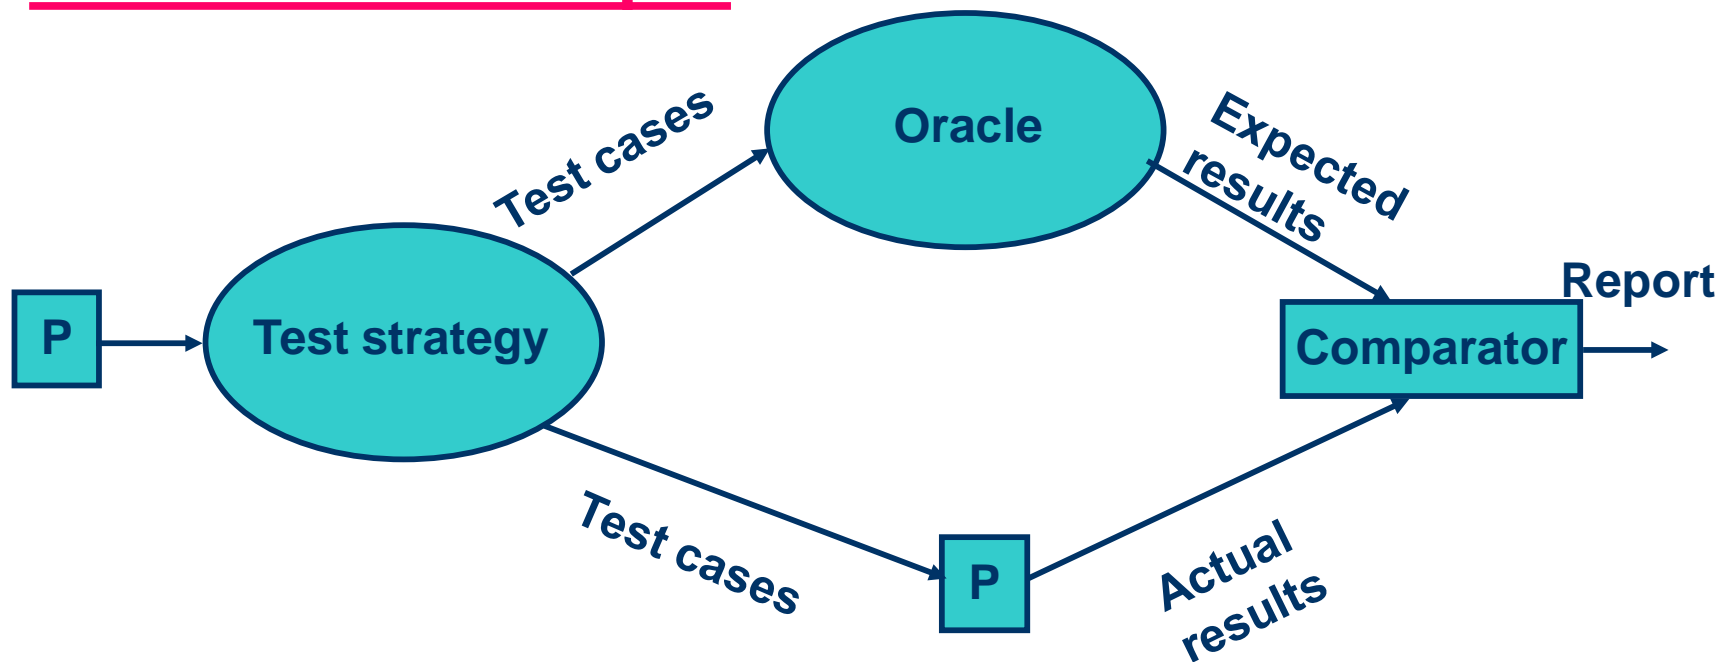 Oracle
Test cases
Expected
results
Report
P
Test strategy
Comparator
Test cases
P
Actual
results